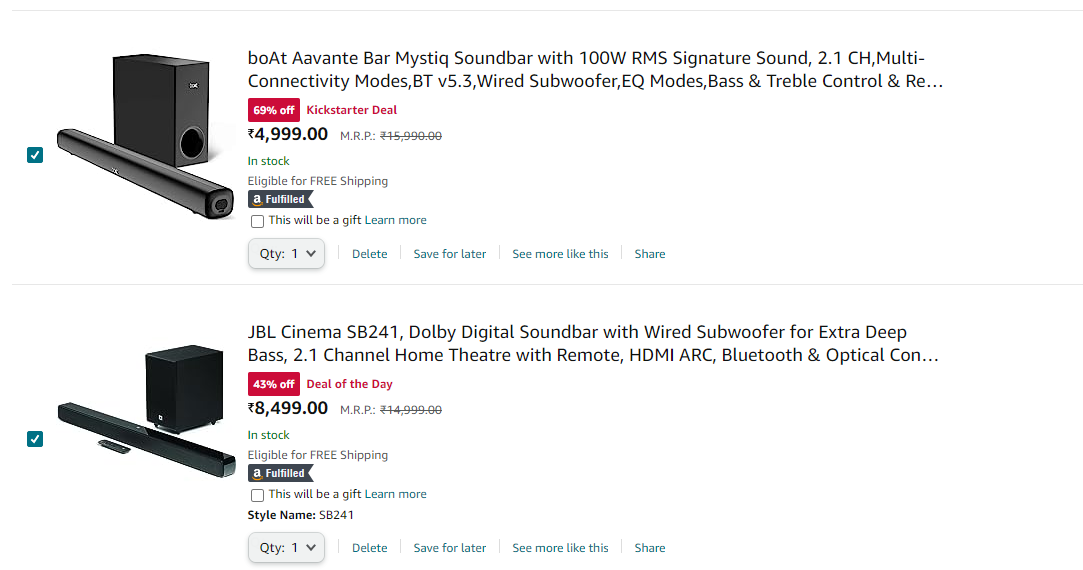 boAt Aavante Bar Mystiq Soundbar with 100W RMS Signature Sound, 2.1 CH,Multi-
Connectivity Modes,BT v5.3,Wired Subwoofer,EQ Modes,Bass & Treble Control & Re…
69% off Kickstarter Deal
₹4,999.00 M.R.P.: ₹15,990.00
In stock
Eligible for FREE Shipping
a Fulfilled
This will be a gift Learn more
Qty: 1 Delete Save for later See more like this Share
JBL Cinema SB241, Dolby Digital Soundbar with Wired Subwoofer for Extra Deep
Bass, 2.1 Channel Home Theatre with Remote, HDMI ARC, Bluetooth & Optical Con…
43% off Deal of the Day
₹8,499.00 M.R.P.: ₹14,999.00
In stock
Eligible for FREE Shipping
a Fulfilled
This will be a gift Learn more
Style Name: SB241
Qty: 1 Delete Save for later See more like this Share